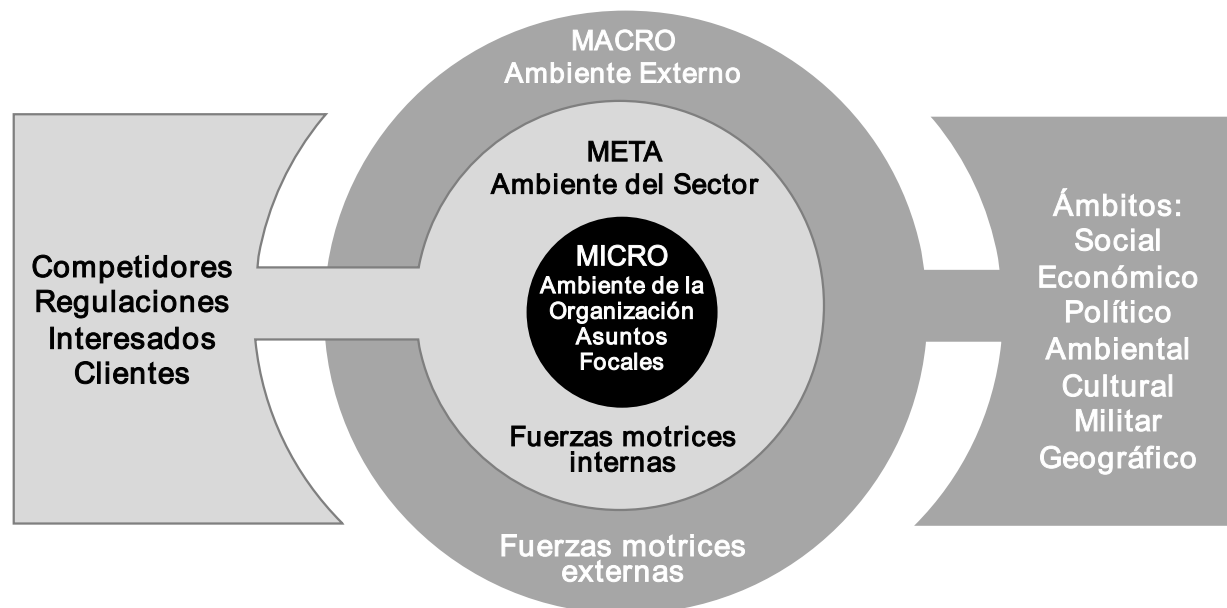 MACRO
Ambiente Externo
META
Ambiente del Sector
MICRO
Ambiente de la
Organización
Asuntos
Focales
Fuerzas motrices
internas
Fuerzas motrices
externas
Competidores
Regulaciones
Interesados
Clientes
Ámbitos:
Social
Económico
Político
Ambiental
Cultural
Militar
Geográfico